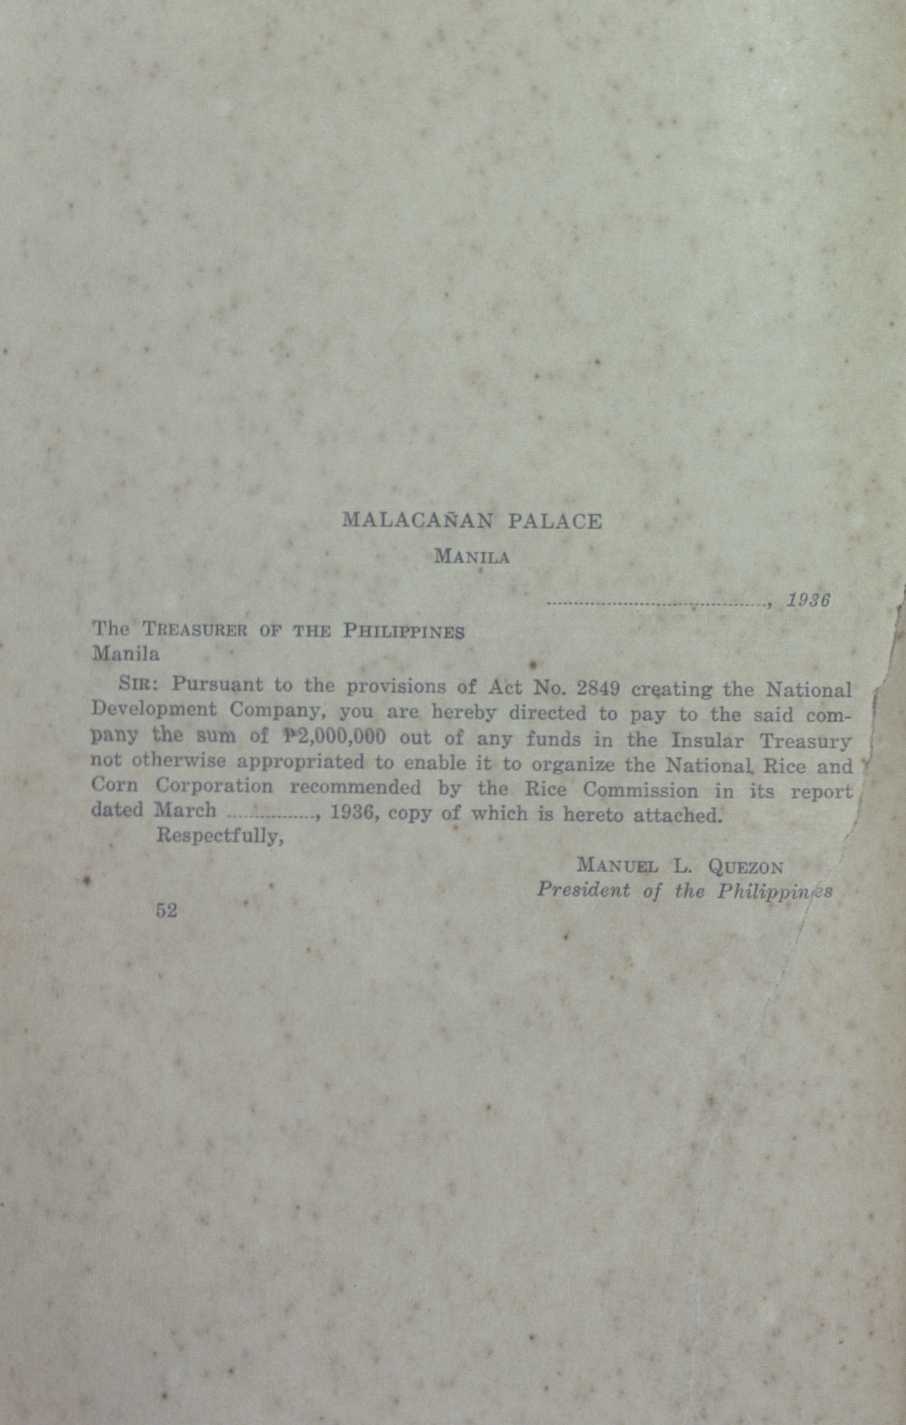 MALACAÑAN PALACE
MANILA
......................................, 1936
The TREASURER OF THE PHILIPPINES
Manila
SIR: Pursuant to the provisions of Act No. 2849 creating the National
Development Company, you are hereby directed to pay to the said com-
pany the sum of ₱2,000,000 out of any funds in the Insular Treasury
not otherwise appropriated to enable it to organize the National Rice and
Corn Corporation recommended by the Rice Commission in its report
dated March ................, 1936, copy of which is hereto attached.
Respectfully,
MANUEL L. QUEZON
President of the Philippines
52